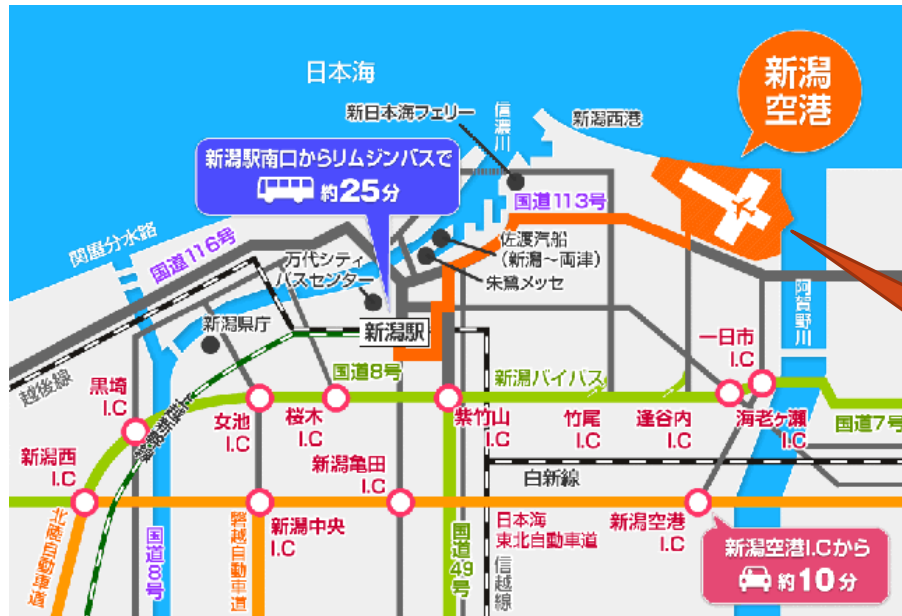 日本海
新潟
空港
新日本海フェリー
信濃川
新潟西港
新潟駅南口からリムジンバスで
約25分
国道113号
関屋分水路
国道116号
佐渡汽船
(新潟〜両津)
朱鷺メッセ
万代シティ
バスセンター
阿賀野川
新潟県庁
新潟駅
越後線
国道8号
新潟バイパス
一日市
I.C
黒埼
I.C
女池
I.C
桜木
I.C
紫竹山
I.C
竹尾
I.C
逢谷内
I.C
海老ヶ瀬
I.C
国道7号
新潟西
I.C
新潟亀田
I.C
白新線
北陸自動車道
国道8号
磐越自動車道
新潟中央
I.C
国道49号
信越線
日本海
東北自動車道
新潟空港
I.C
新潟空港I.Cから
約10分